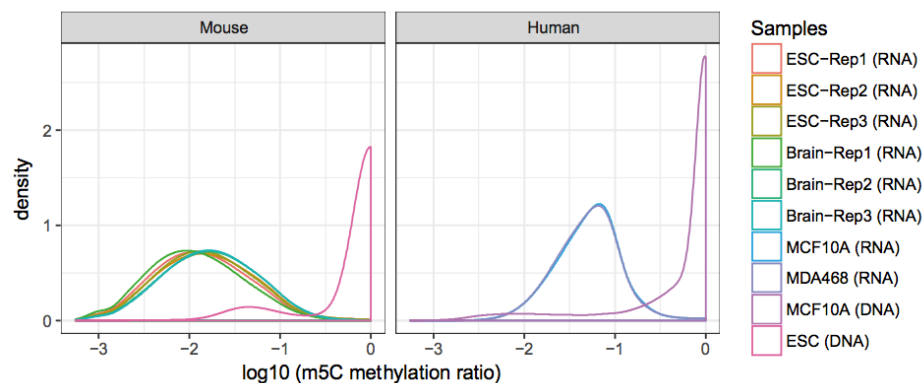 Mouse
Human
density
2
1
0
−3
−2
−1
0
−3
−2
−1
0
log10 (m5C methylation ratio)
Samples
ESC−Rep1 (RNA)
ESC−Rep2 (RNA)
ESC−Rep3 (RNA)
Brain−Rep1 (RNA)
Brain−Rep2 (RNA)
Brain−Rep3 (RNA)
MCF10A (RNA)
MDA468 (RNA)
MCF10A (DNA)
ESC (DNA)